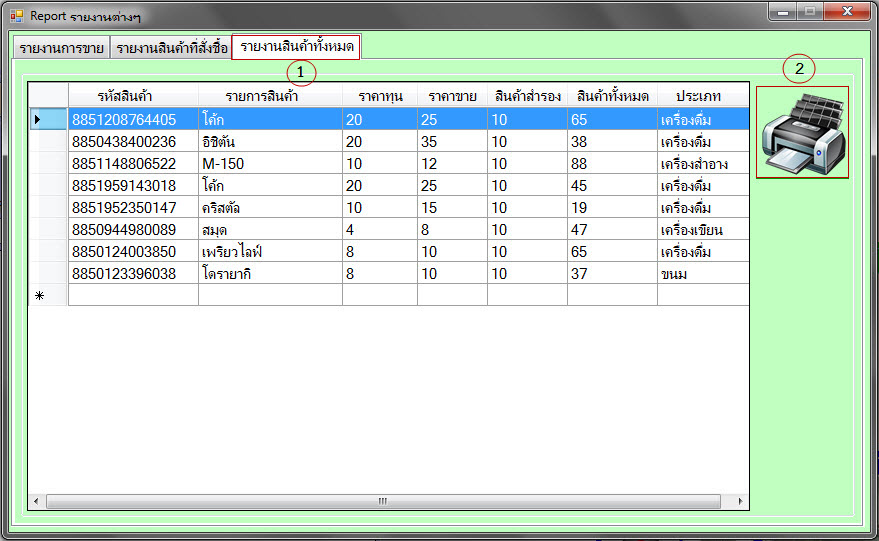 Report รายงานต่างๆ
รายงานการขาย รายงานสินค้าที่สั่งซื้อ รายงานสินค้าทั้งหมด
1 2
รหัสสินค้า รายการสินค้า ราคาทุน ราคาขาย สินค้าสำรอง สินค้าทั้งหมด ประเภท
8851208764405 โค้ก 20 25 10 65 เครื่องดื่ม
8850438400236 อิชิตัน 20 35 10 38 เครื่องดื่ม
8851148806522 M-150 10 12 10 88 เครื่องสำอาง
8851959143018 โค้ก 20 25 10 45 เครื่องดื่ม
8851952350147 คริสตัล 10 15 10 19 เครื่องดื่ม
8850944980089 สมุด 4 8 10 47 เครื่องเขียน
8850124003850 เพรียวไลฟ์ 8 10 10 65 เครื่องดื่ม
8850123396038 โดรายากิ 8 10 10 37 ขนม